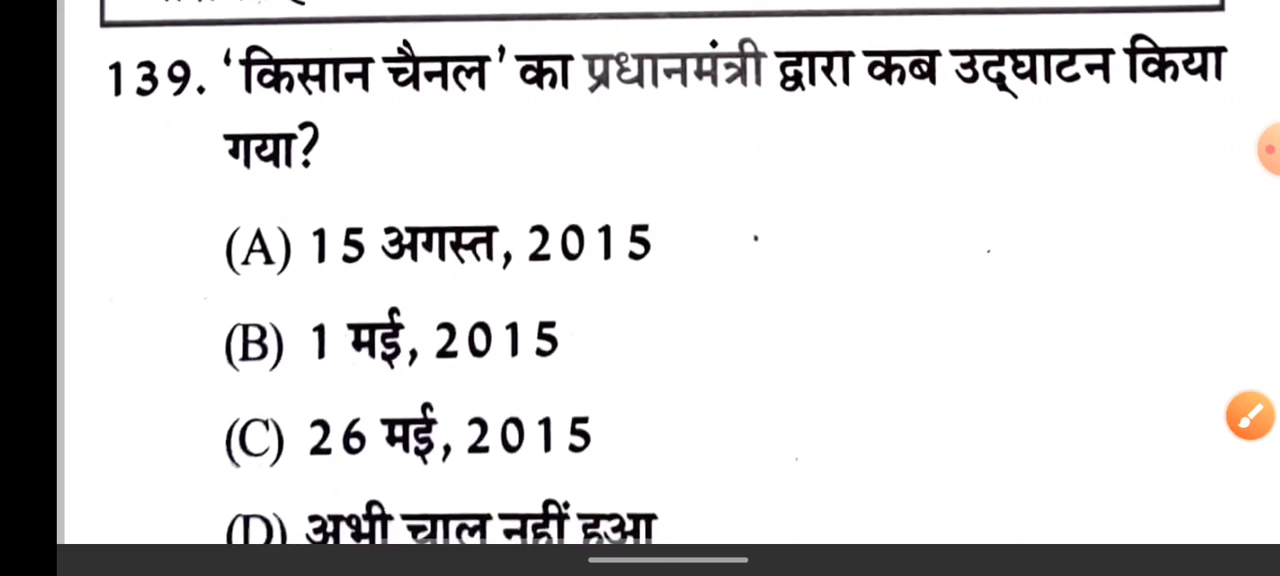 139. ‘किसान चैनल’ का प्रधानमंत्री द्वारा कब उद्घाटन किया
गया?
(A) 15 अगस्त, 2015
(B) 1 मई, 2015
(C) 26 मई, 2015
(D) अभी चालू नहीं हुआ